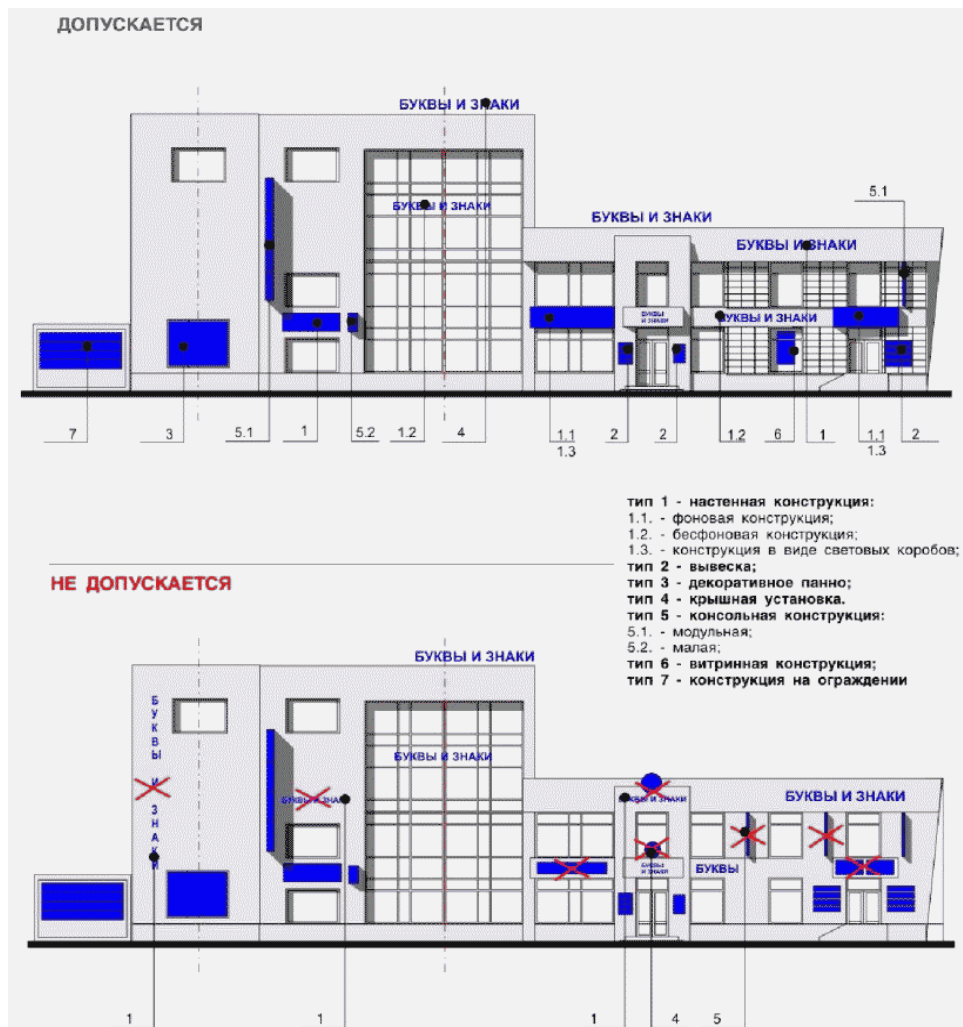 ДОПУСКАЕТСЯ
БУКВЫ И ЗНАКИ
5.1
БУКВЫ И ЗНАКИ
БУКВЫ И ЗНАКИ
БУКВЫ И ЗНАКИ
БУКВЫ И ЗНАКИ
БУКВЫ И ЗНАКИ
7 3 5.1 1 5.2 1.2 4 1.1 2 2 1.2 6 1 1.1 2
1.3 1.3
тип 1 - настенная конструкция:
1.1. - фоновая конструкция;
1.2. - бесфоновая конструкция;
1.3. - конструкция в виде световых коробов;
тип 2 - вывеска;
тип 3 - декоративное панно;
тип 4 - крышная установка.
тип 5 - консольная конструкция:
5.1. - модульная;
5.2. - малая;
тип 6 - витринная конструкция;
тип 7 - конструкция на ограждении
НЕ ДОПУСКАЕТСЯ
БУКВЫ И ЗНАКИ
БУКВЫ И ЗНАКИ
БУКВЫ И ЗНАКИ
БУКВЫ И ЗНАКИ
БУКВЫ И ЗНАКИ
БУКВЫ И ЗНАКИ
БУКВЫ И ЗНАКИ
БУКВЫ
1 1 1 4 5